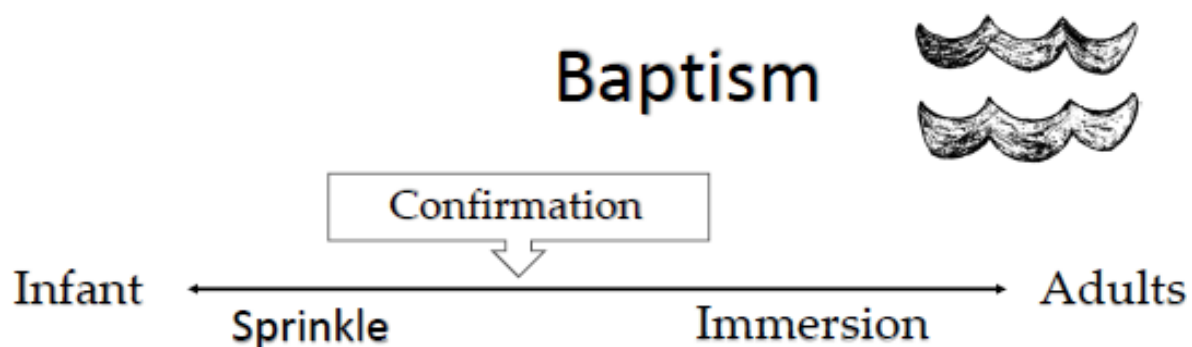 Baptism
Confirmation
Infant
Adults
Sprinkle
Immersion